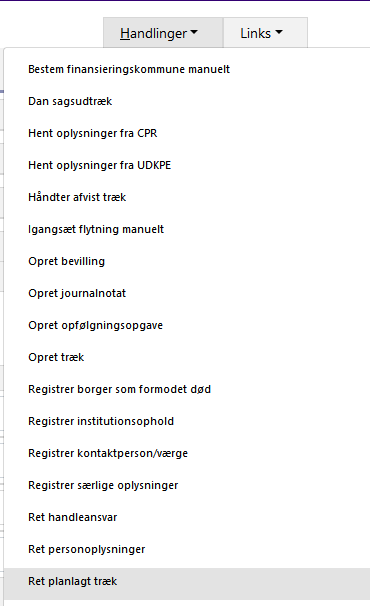 Handlinger
Links
Bestem finansieringskommune manuelt
Dan sagsudtræk
Hent oplysninger fra CPR
Hent oplysninger fra UDKPE
Håndter afvist træk
Igangsæt flytning manuelt
Opret bevilling
Opret journalnotat
Opret opfølgningsopgave
Opret træk
Registrer borger som formodet død
Registrer institutionsophold
Registrer kontaktperson/værge
Registrer særlige oplysninger
Ret handleansvar
Ret personoplysninger
Ret planlagt træk